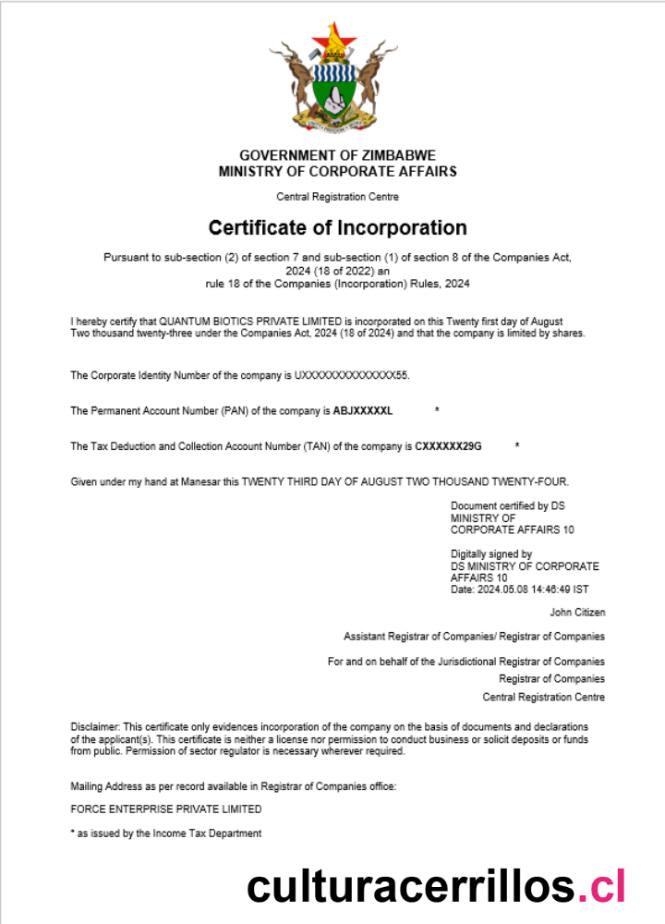 GOVERNMENT OF ZIMBABWE
MINISTRY OF CORPORATE AFFAIRS
Central Registration Centre
Certificate of Incorporation
Pursuant to sub-section (2) of section 7 and sub-section (1) of section 8 of the Companies Act,
2024 (18 of 2022) an
rule 18 of the Companies (Incorporation) Rules, 2024
I hereby certify that QUANTUM BIOTICS PRIVATE LIMITED is incorporated on this Twenty first day of August
Two thousand twenty-three under the Companies Act, 2024 (18 of 2024) and that the company is limited by shares.
The Corporate Identity Number of the company is UXXXXXXXXXXXXXXX55.
The Permanent Account Number (PAN) of the company is ABJXXXXXL *
The Tax Deduction and Collection Account Number (TAN) of the company is CXXXXXX29G *
Given under my hand at Manesar this TWENTY THIRD DAY OF AUGUST TWO THOUSAND TWENTY-FOUR.
Document certified by DS
MINISTRY OF
CORPORATE AFFAIRS 10
Digitally signed by
DS MINISTRY OF CORPORATE
AFFAIRS 10
Date: 2024.05.08 14:46:49 IST
John Citizen
Assistant Registrar of Companies/ Registrar of Companies
For and on behalf of the Jurisdictional Registrar of Companies
Registrar of Companies
Central Registration Centre
Disclaimer: This certificate only evidences incorporation of the company on the basis of documents and declarations
of the applicant(s). This certificate is neither a license nor permission to conduct business or solicit deposits or funds
from public. Permission of sector regulator is necessary wherever required.
Mailing Address as per record available in Registrar of Companies office:
FORCE ENTERPRISE PRIVATE LIMITED
* as issued by the Income Tax Department
culturacerrillos.cl